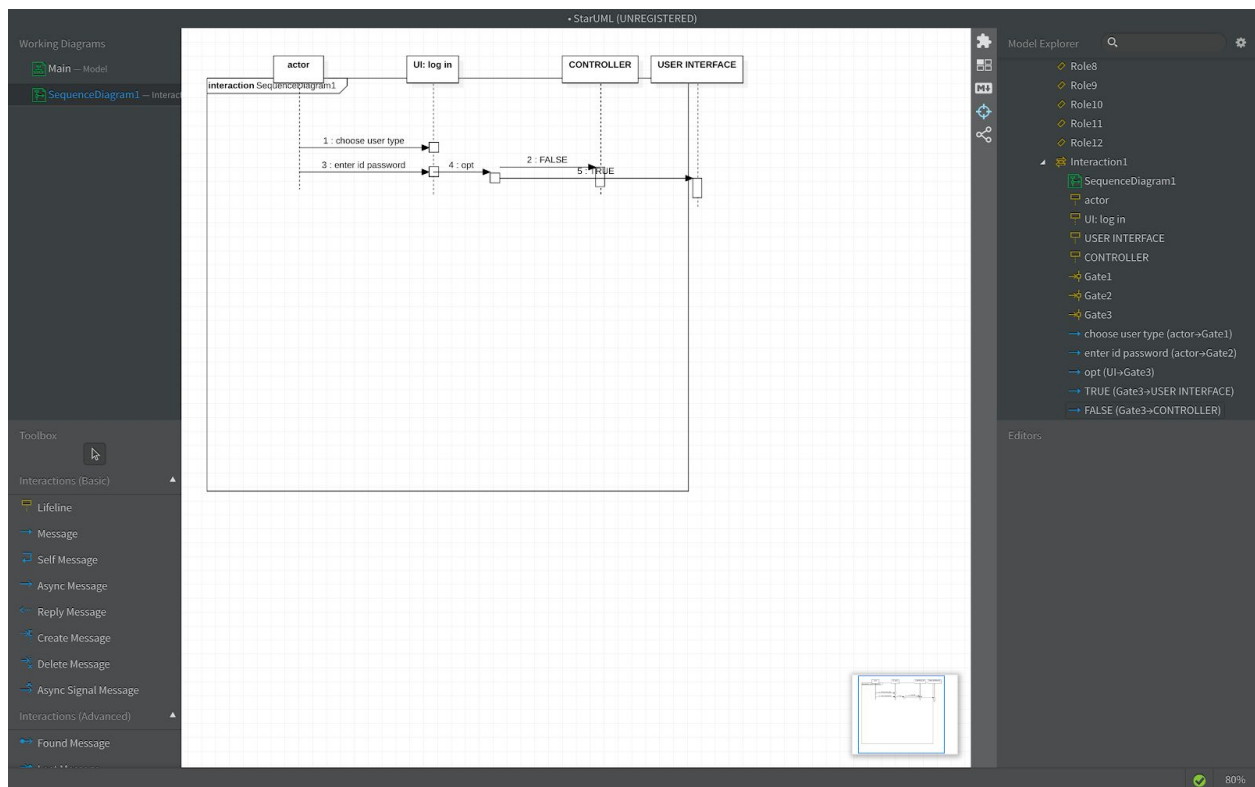 • StarUML (UNREGISTERED)
Working Diagrams
Main — Model
SequenceDiagram1 — Interact
Toolbox
Interactions (Basic)
Lifeline
Message
Self Message
Async Message
Reply Message
Create Message
Delete Message
Async Signal Message
Interactions (Advanced)
Found Message
actor
UI: log in
CONTROLLER
USER INTERFACE
interaction SequenceDiagram1
1 : choose user type
3 : enter id password
4 : opt
2 : FALSE
5 : TRUE
M
Model Explorer
Role8
Role9
Role10
Role11
Role12
Interaction1
SequenceDiagram1
actor
UI: log in
USER INTERFACE
CONTROLLER
Gate1
Gate2
Gate3
choose user type (actor→Gate1)
enter id password (actor→Gate2)
opt (UI→Gate3)
TRUE (Gate3→USER INTERFACE)
FALSE (Gate3→CONTROLLER)
Editors
80%